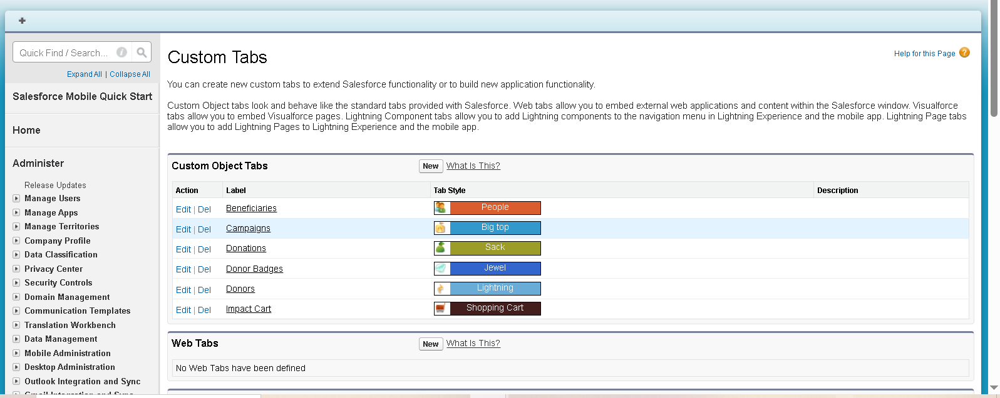 Quick Find / Search...
Expand All | Collapse All
Salesforce Mobile Quick Start
Home
Administer
Release Updates
Manage Users
Manage Apps
Manage Territories
Company Profile
Data Classification
Privacy Center
Security Controls
Domain Management
Communication Templates
Translation Workbench
Data Management
Mobile Administration
Desktop Administration
Outlook Integration and Sync
Custom Tabs
Help for this Page
You can create new custom tabs to extend Salesforce functionality or to build new application functionality.
Custom Object tabs look and behave like the standard tabs provided with Salesforce. Web tabs allow you to embed external web applications and content within the Salesforce window. Visualforce
tabs allow you to embed Visualforce pages. Lightning Component tabs allow you to add Lightning components to the navigation menu in Lightning Experience and the mobile app. Lightning Page tabs
allow you to add Lightning Pages to Lightning Experience and the mobile app.
Custom Object Tabs New What Is This?
Action Label Tab Style Description
Edit | Del Beneficiaries People
Edit | Del Campaigns Big top
Edit | Del Donations Sack
Edit | Del Donor Badges Jewel
Edit | Del Donors Lightning
Edit | Del Impact Cart Shopping Cart
Web Tabs New What Is This?
No Web Tabs have been defined